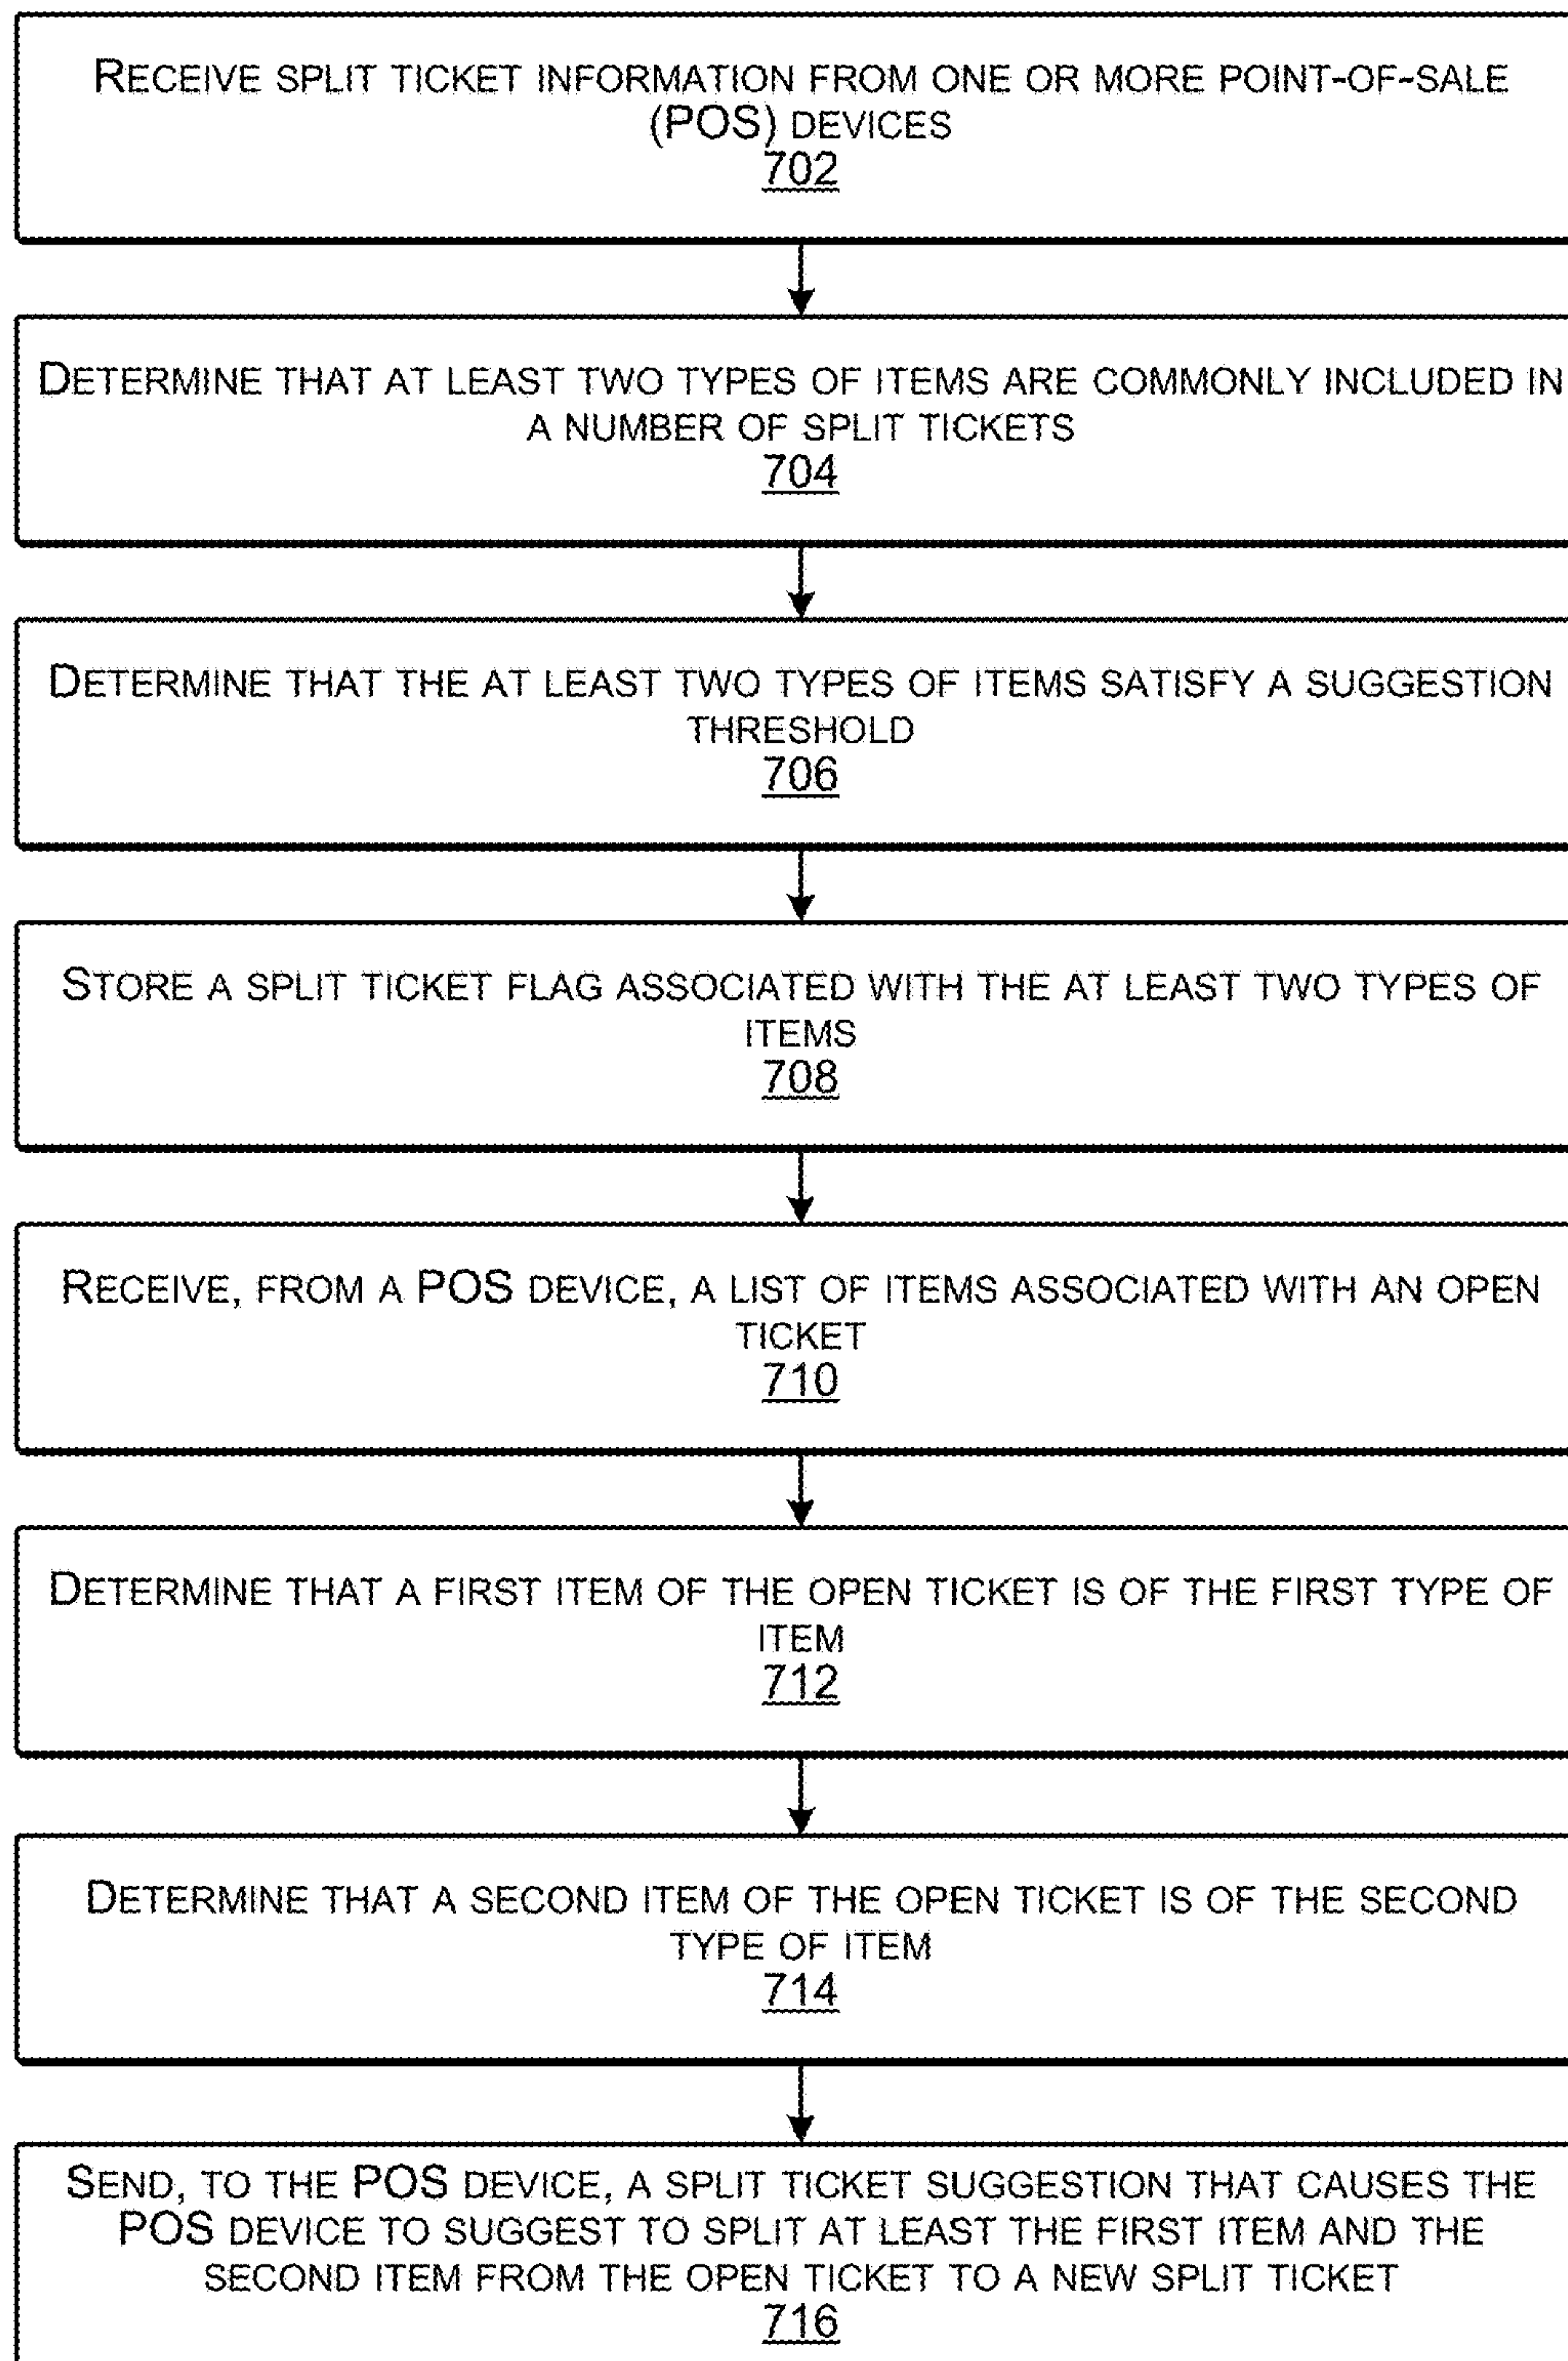 RECEIVE SPLIT TICKET INFORMATION FROM ONE OR MORE POINT-OF-SALE
(POS) DEVICES
702
DETERMINE THAT AT LEAST TWO TYPES OF ITEMS ARE COMMONLY INCLUDED IN
A NUMBER OF SPLIT TICKETS
704
DETERMINE THAT THE AT LEAST TWO TYPES OF ITEMS SATISFY A SUGGESTION
THRESHOLD
706
STORE A SPLIT TICKET FLAG ASSOCIATED WITH THE AT LEAST TWO TYPES OF
ITEMS
708
RECEIVE, FROM A POS DEVICE, A LIST OF ITEMS ASSOCIATED WITH AN OPEN
TICKET
710
DETERMINE THAT A FIRST ITEM OF THE OPEN TICKET IS OF THE FIRST TYPE OF
ITEM
712
DETERMINE THAT A SECOND ITEM OF THE OPEN TICKET IS OF THE SECOND
TYPE OF ITEM
714
SEND, TO THE POS DEVICE, A SPLIT TICKET SUGGESTION THAT CAUSES THE
POS DEVICE TO SUGGEST TO SPLIT AT LEAST THE FIRST ITEM AND THE
SECOND ITEM FROM THE OPEN TICKET TO A NEW SPLIT TICKET
716